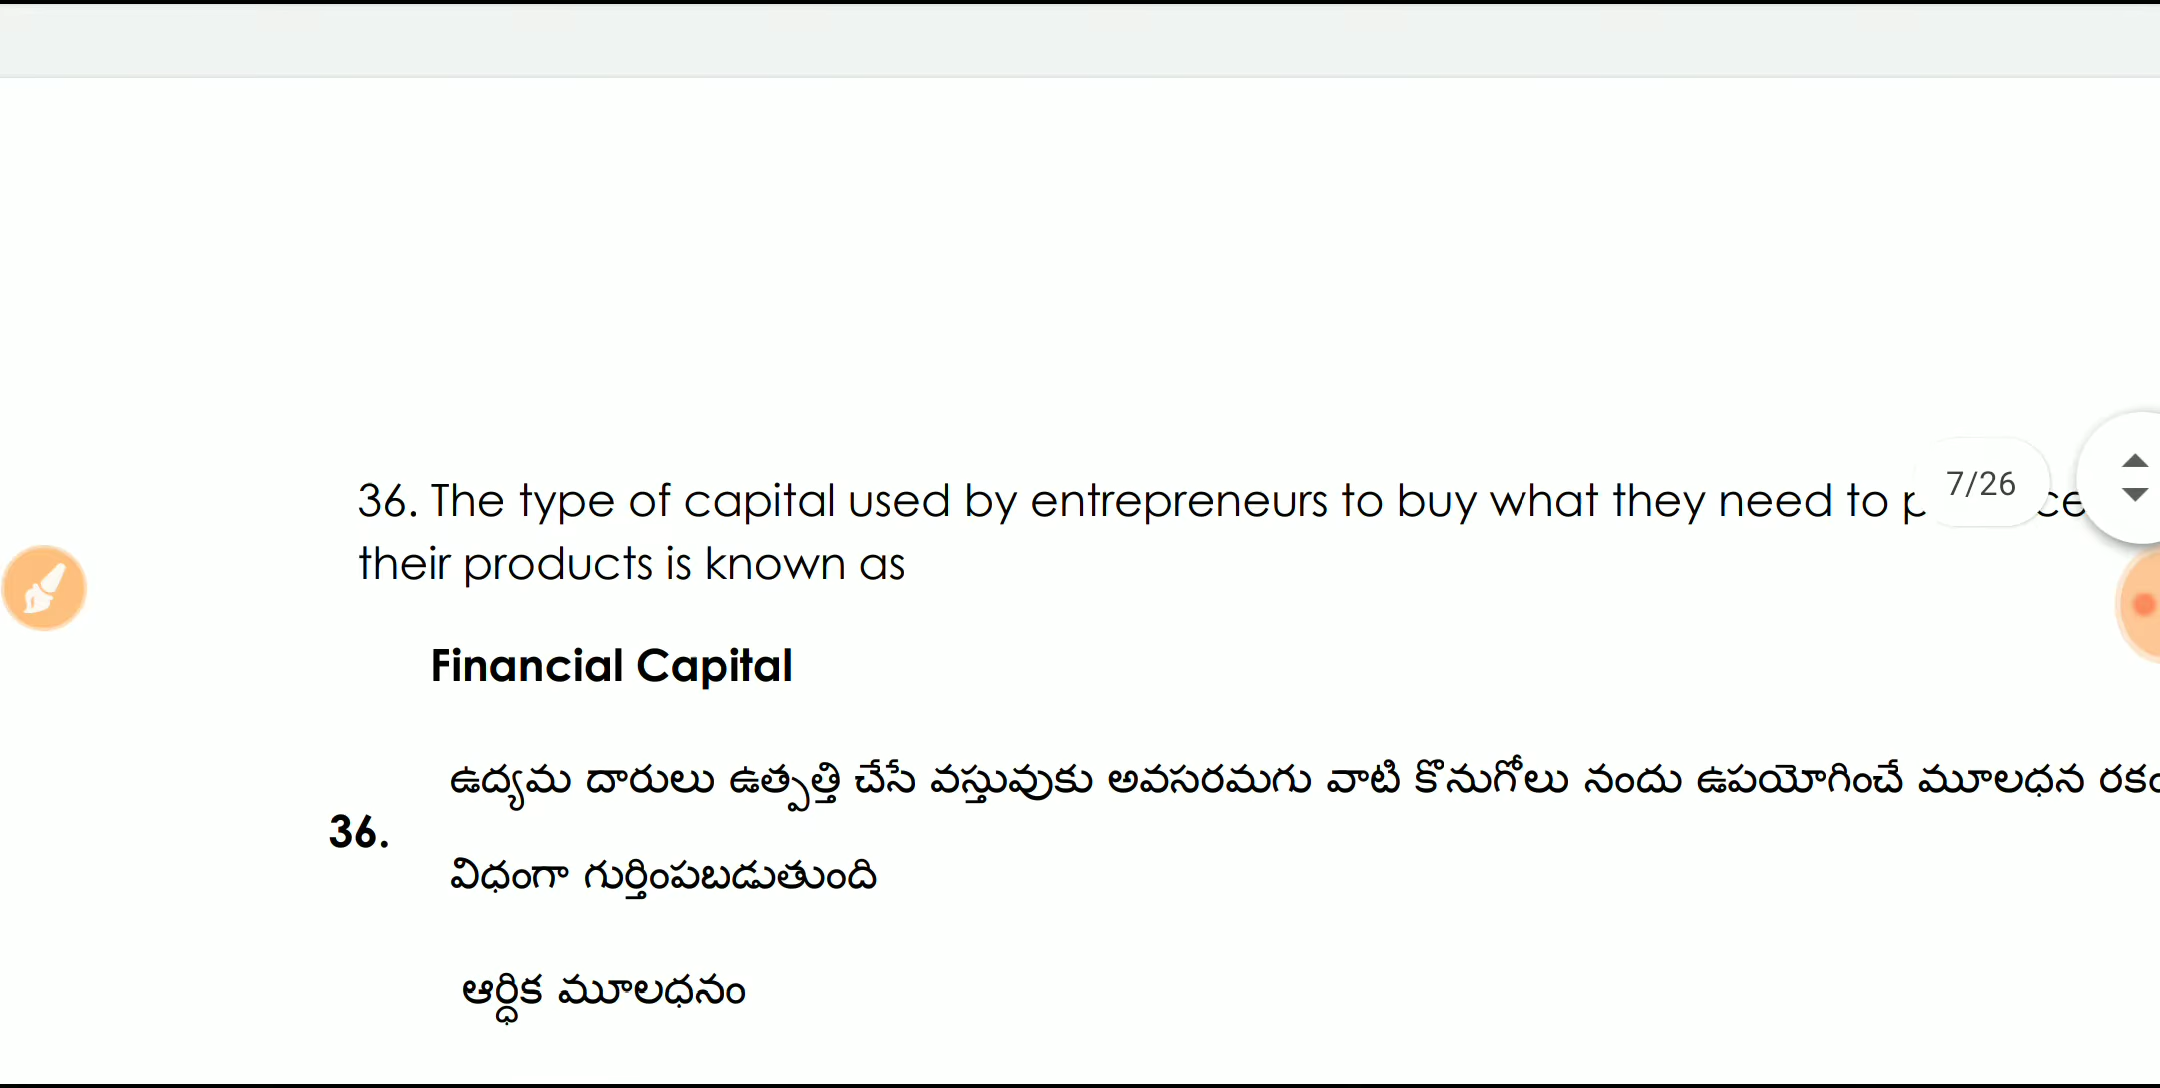 36. The type of capital used by entrepreneurs to buy what they need to
7/26
their products is known as
Financial Capital
ఉద్యమ దారులు ఉత్పత్తి చేసే వస్తువుకు అవసరమగు వాటి కొనుగోలు నందు ఉపయోగించే మూలధన
36.
విధంగా గుర్తింపబడుతుంది
ఆర్ధిక మూలధనం